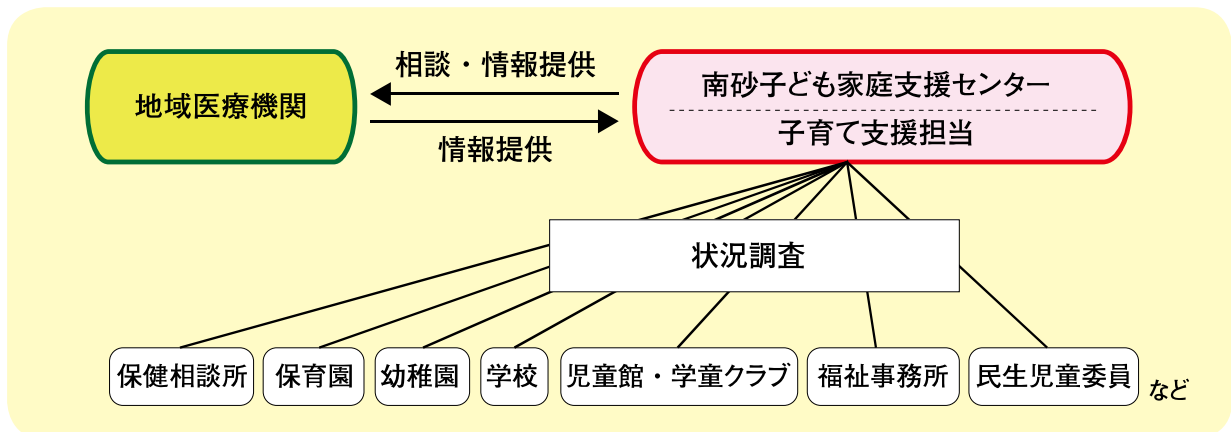 相談・情報提供
地域医療機関
情報提供
南砂子ども家庭支援センター
子育て支援担当
状況調査
保健相談所
保育園
幼稚園
学校
児童館・学童クラブ
福祉事務所
民生児童委員
など